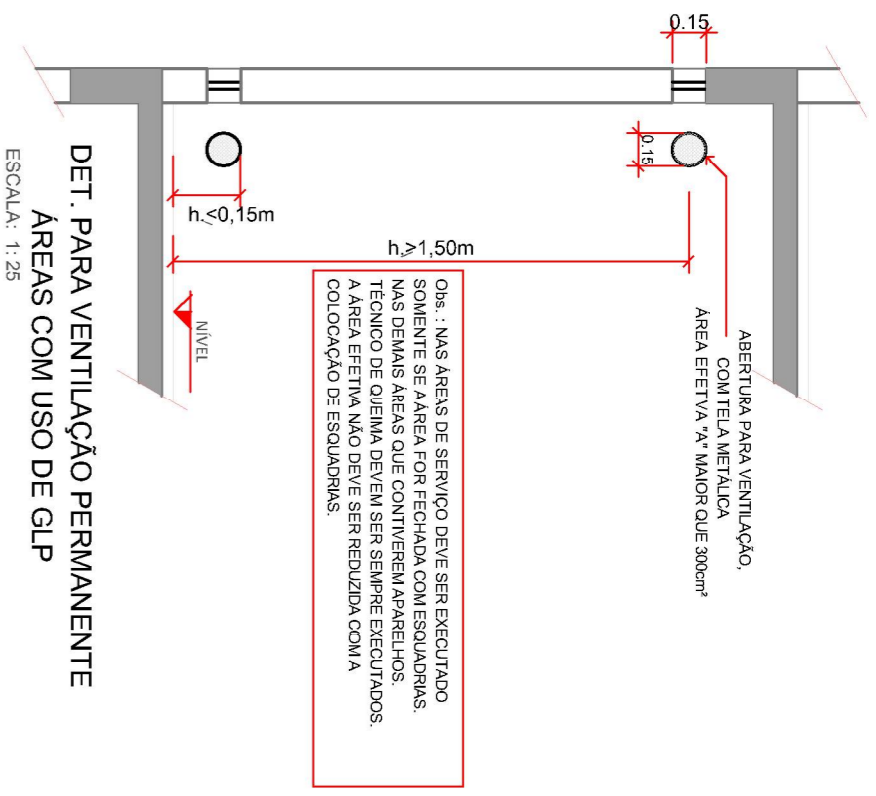 0.15
0.15
ABERTURA PARA VENTILAÇÃO,
COM TELA METÁLICA
ÁREA EFETVA "A" MAIOR QUE 300cm²
h.≤0,15m
h.≥1,50m
Obs. : NAS ÁREAS DE SERVIÇO DEVE SER EXECUTADO
SOMENTE SE A ÁREA FOR FECHADA COM ESQUADRIAS.
NAS DEMAIS ÁREAS QUE CONTIVEREM APARELHOS.
TÉCNICO DE QUEIMA DEVEM SER SEMPRE EXECUTADOS.
A ÁREA EFETIVA NÃO DEVE SER REDUZIDA COM A
COLOCAÇÃO DE ESQUADRIAS.
NÍVEL
DET. PARA VENTILAÇÃO PERMANENTE
ÁREAS COM USO DE GLP
ESCALA: 1:25